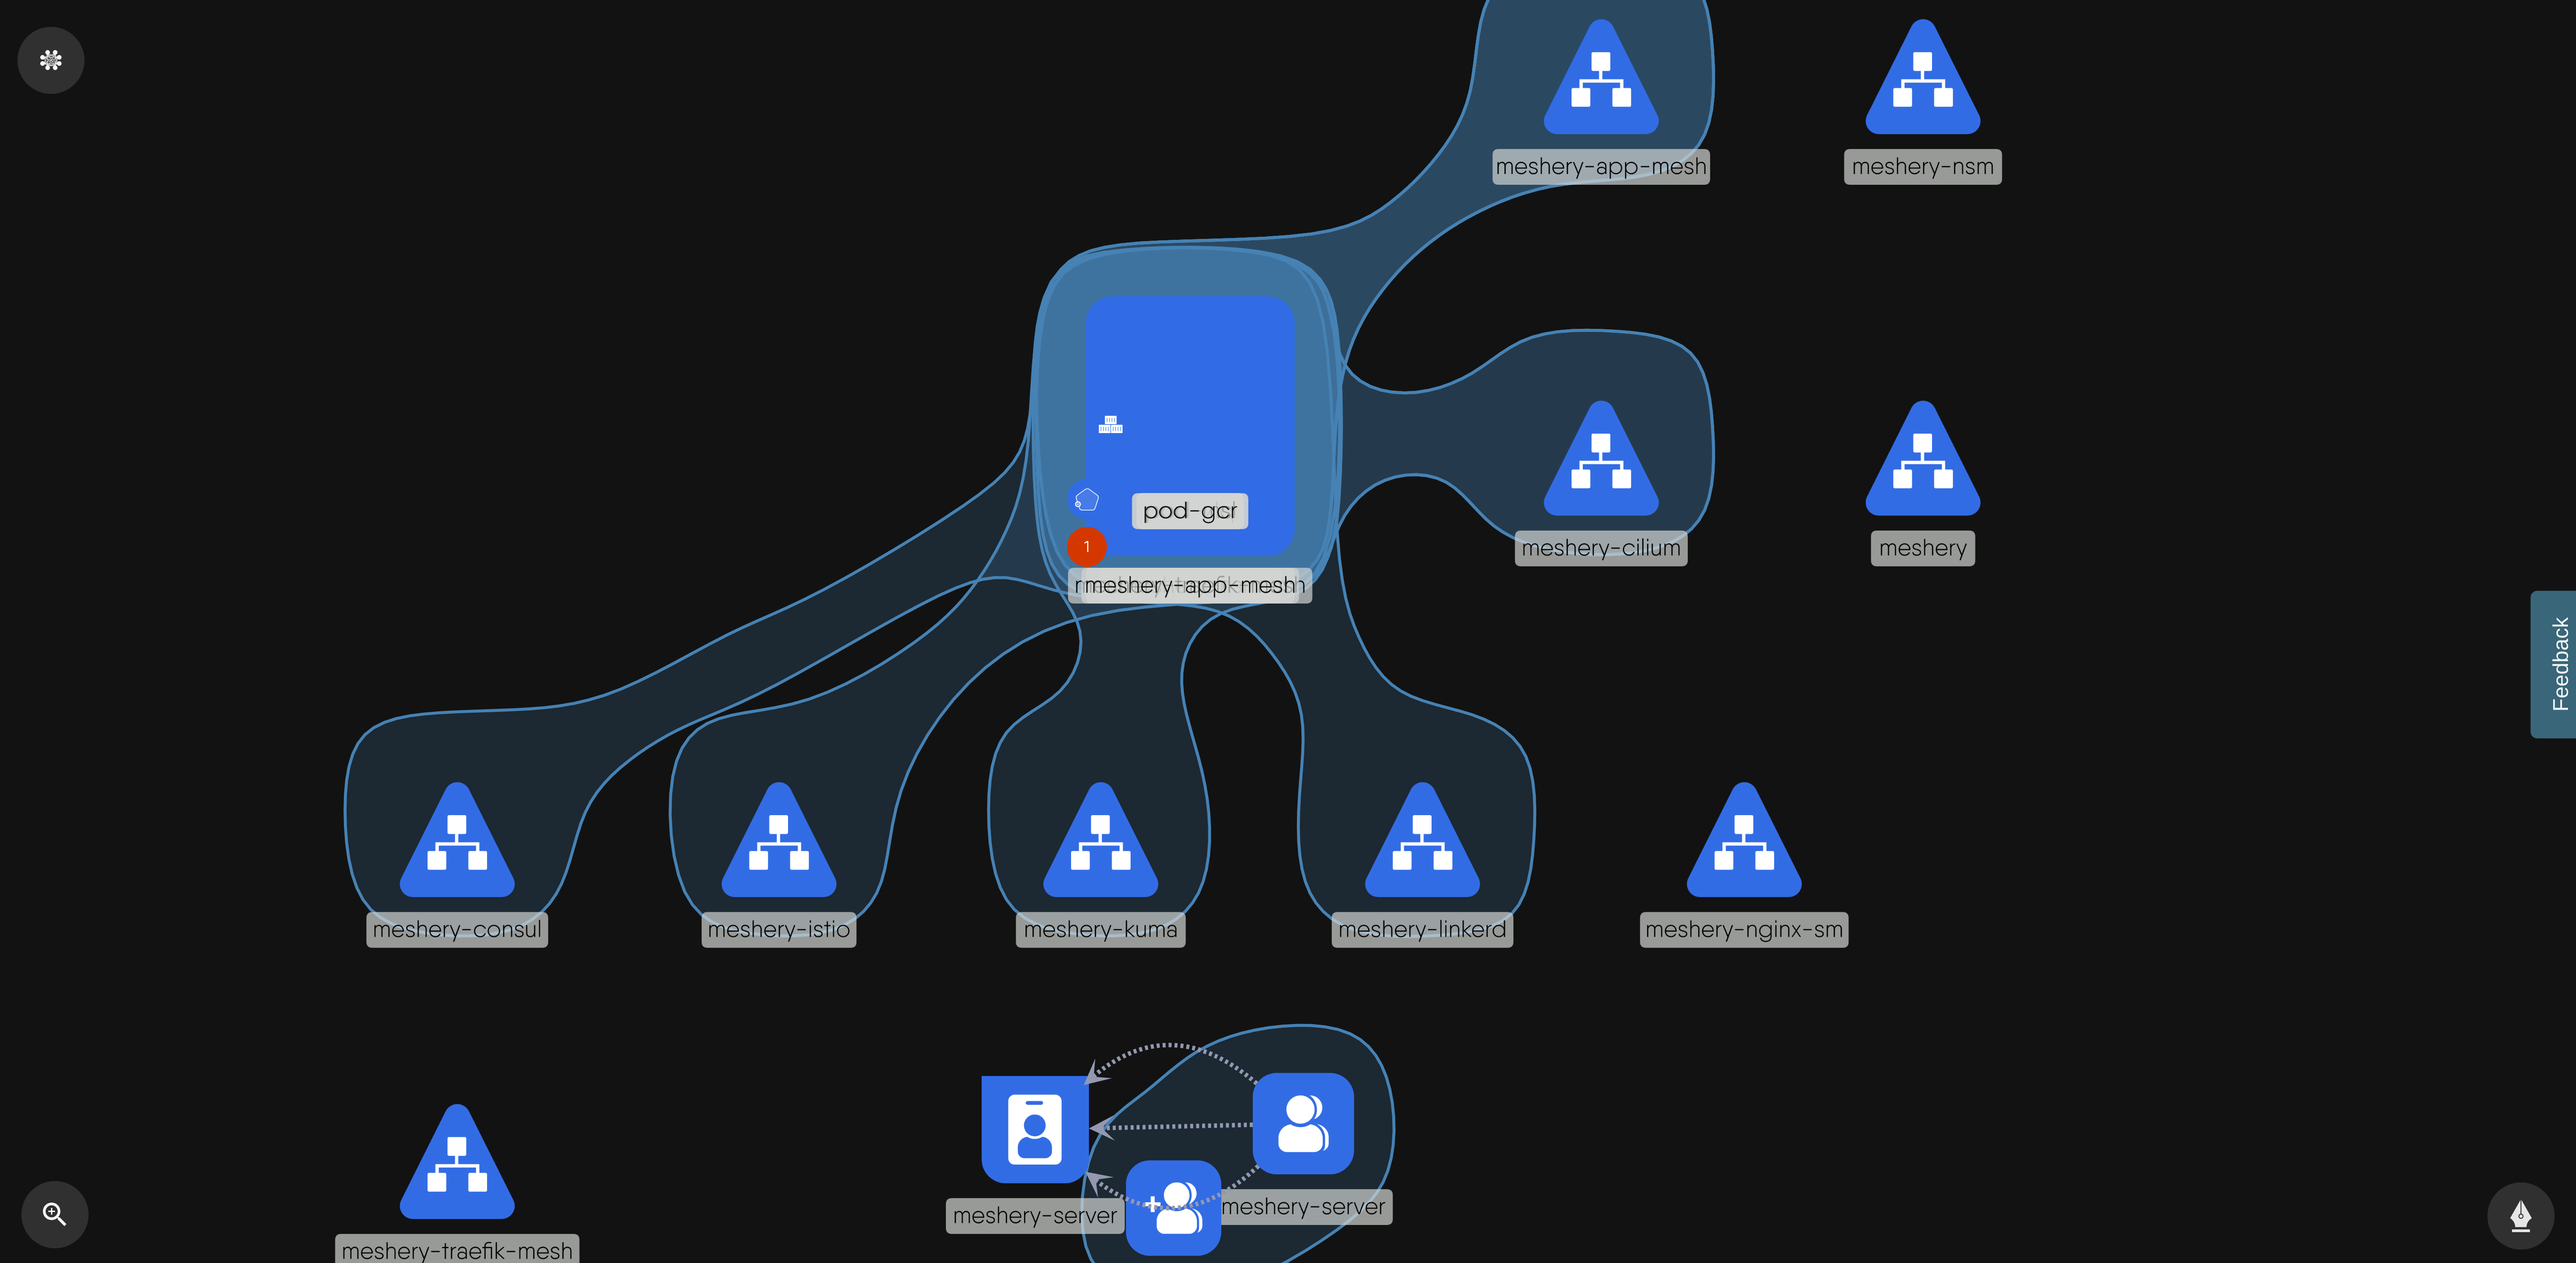 meshery-app-mesh
meshery-nsm
pod-gcr
1
meshery-app-mesh
meshery-cilium
meshery
Feedback
meshery-consul
meshery-istio
meshery-kuma
meshery-linkerd
meshery-nginx-sm
meshery-server
meshery-server
meshery-traefik-mesh